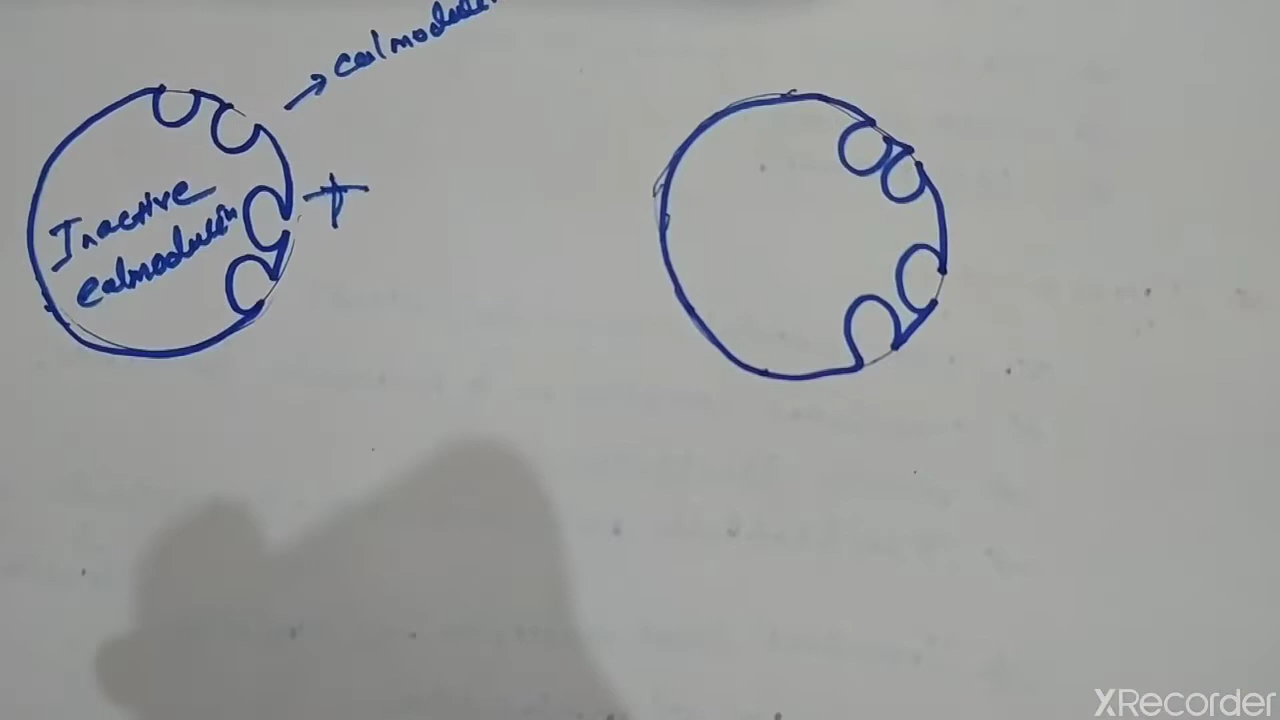 → calmodulin
Inactive
calmodulin
+
XRecorder